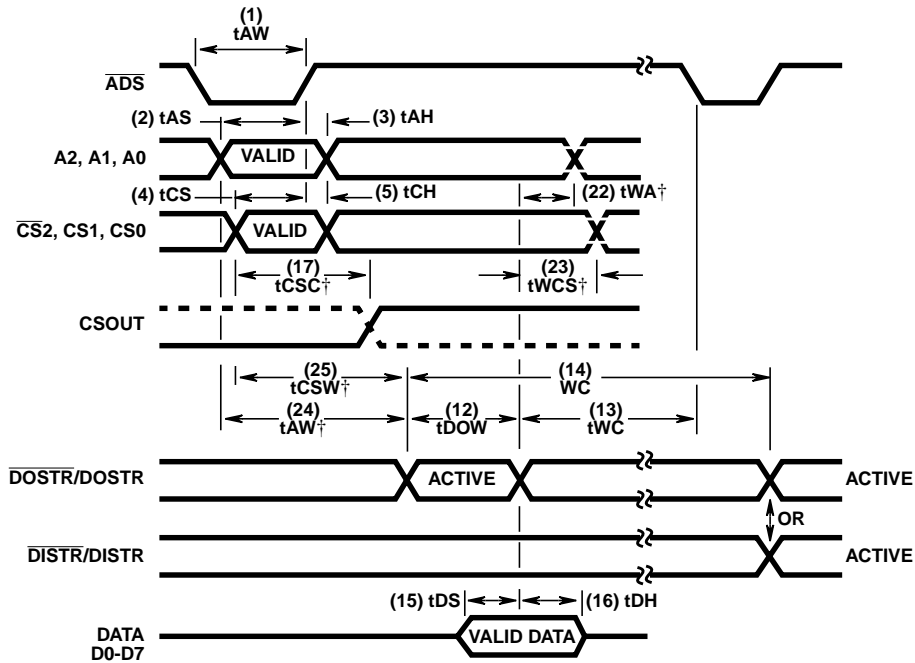 (1)
tAW
ADS
(2) tAS
(3) tAH
A2, A1, A0
VALID
(4) tCS
(5) tCH
(22) tWA†
CS2, CS1, CS0
VALID
(17)
tCSC†
(23)
tWCS†
CSOUT
(25)
tCSW†
(14)
WC
(24)
tAW†
(12)
tDOW
(13)
tWC
DOSTR/DOSTR
ACTIVE
ACTIVE
OR
DISTR/DISTR
ACTIVE
(15) tDS
(16) tDH
DATA
D0-D7
VALID DATA